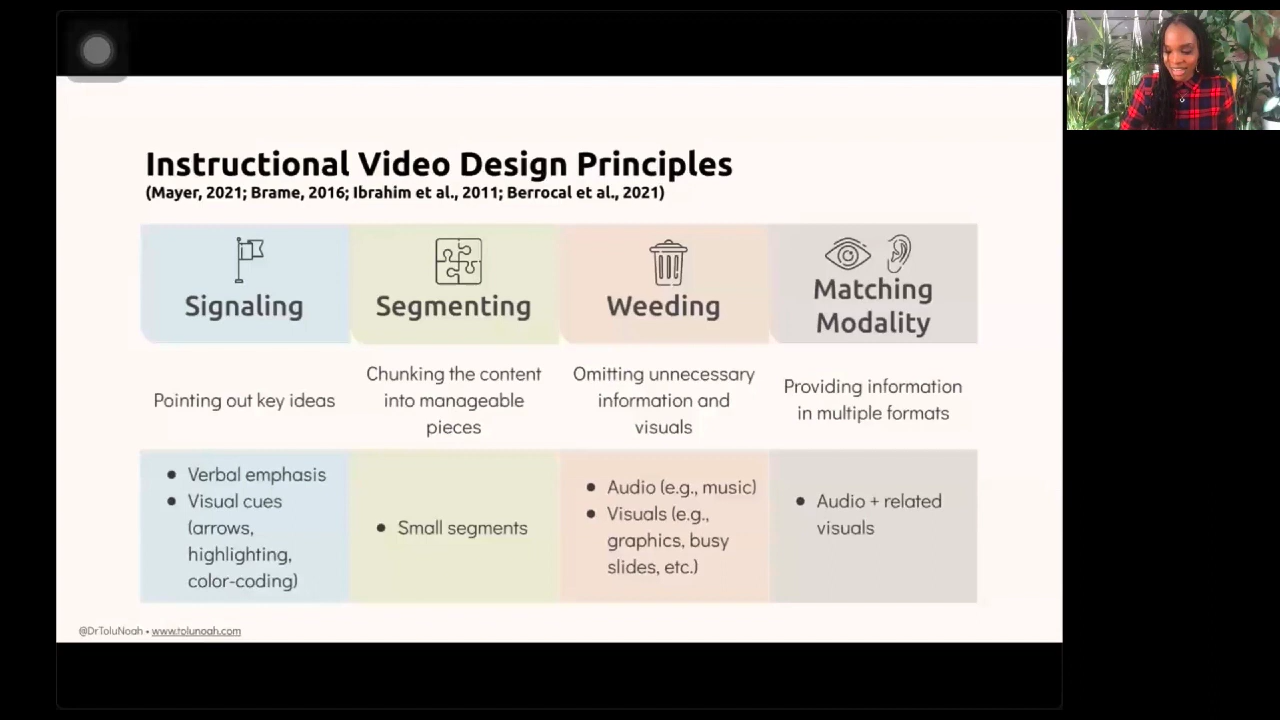 Instructional Video Design Principles
(Mayer, 2021; Brame, 2016; Ibrahim et al., 2011; Berrocal et al., 2021)
Signaling
Segmenting
Weeding
Matching
Modality
Pointing out key ideas
Chunking the content
into manageable
pieces
Omitting unnecessary
information and
visuals
Providing information
in multiple formats
• Verbal emphasis
• Visual cues
(arrows,
highlighting,
color-coding)
• Small segments
• Audio (e.g., music)
• Visuals (e.g.,
graphics, busy
slides, etc.)
• Audio + related
visuals
@DrToluNoah • www.tolunoah.com